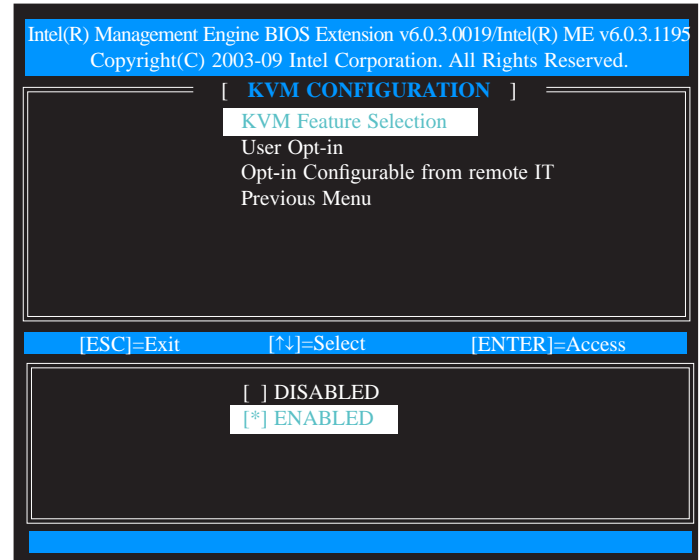 Intel(R) Management Engine BIOS Extension v6.0.3.0019/Intel(R) ME v6.0.3.1195
Copyright(C) 2003-09 Intel Corporation. All Rights Reserved.
[ KVM CONFIGURATION ]
KVM Feature Selection
User Opt-in
Opt-in Configurable from remote IT
Previous Menu
[ESC]=Exit [↑↓]=Select [ENTER]=Access
[ ] DISABLED
[*] ENABLED